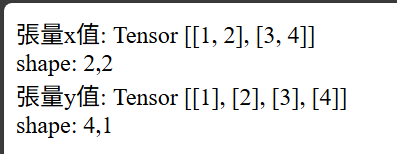 張量x值: Tensor [[1, 2], [3, 4]]
shape: 2,2
張量y值: Tensor [[1], [2], [3], [4]]
shape: 4,1